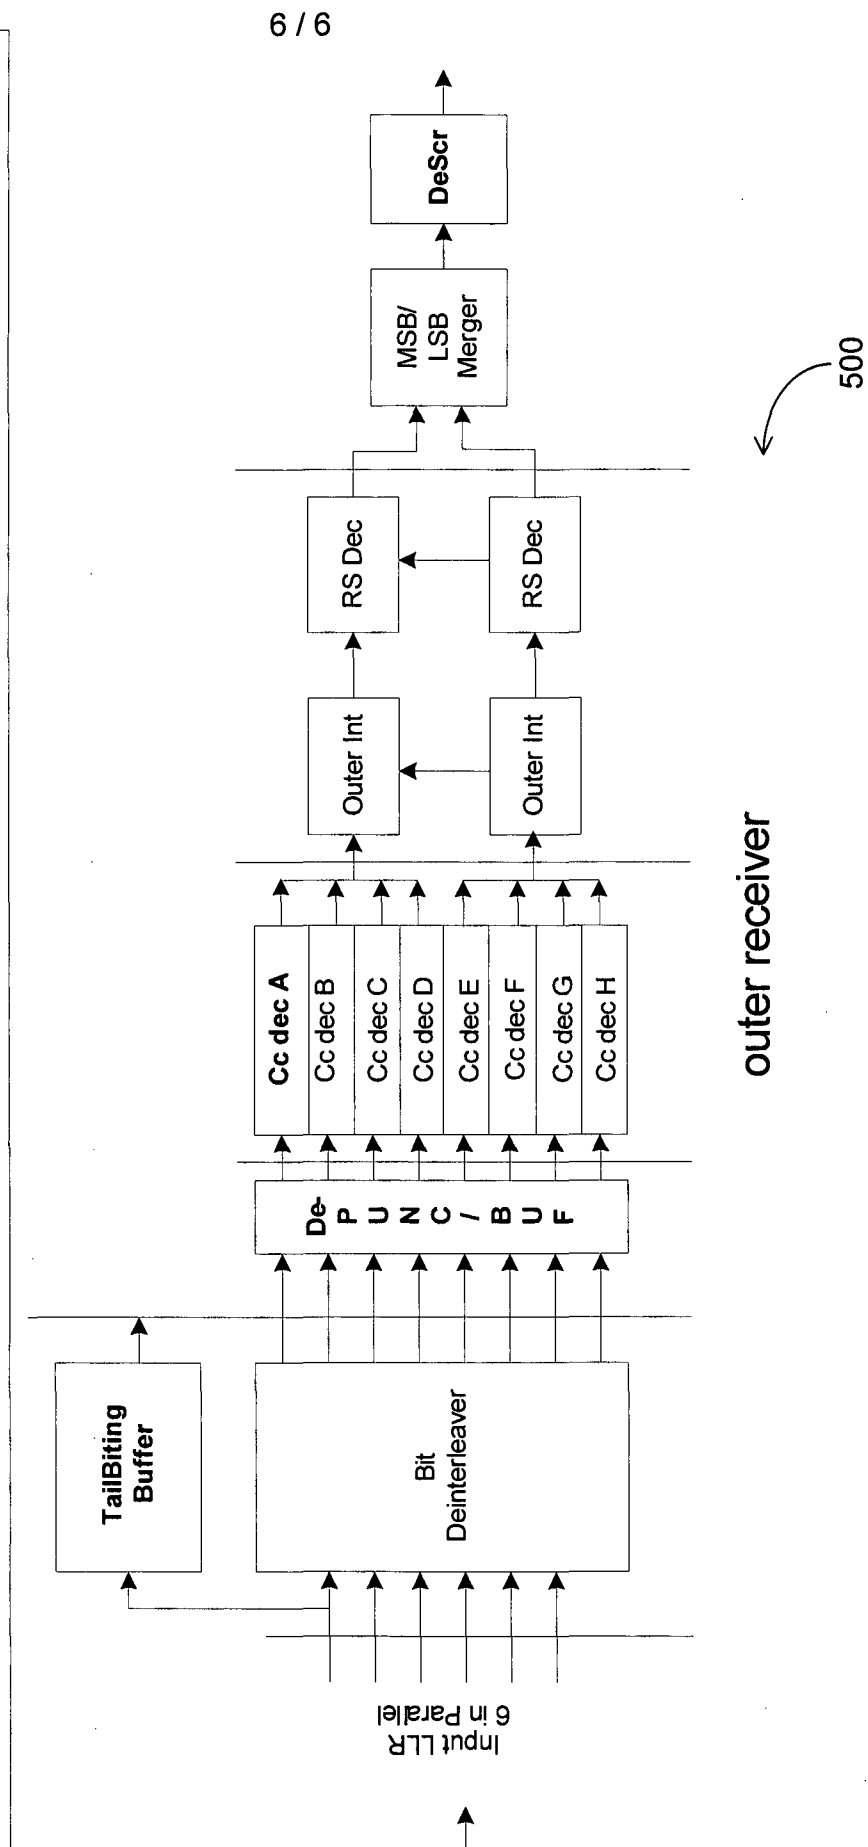 9 / 9
Input LLR
6 in Parallel
TailBiting
Buffer
Bit
Deinterleaver
De-
P
U
N
C
/
B
U
F
Cc dec A
Cc dec B
Cc dec C
Cc dec D
Cc dec E
Cc dec F
Cc dec G
Cc dec H
Outer Int
Outer Int
RS Dec
RS Dec
MSB/
LSB
Merger
DeScr
500
outer receiver